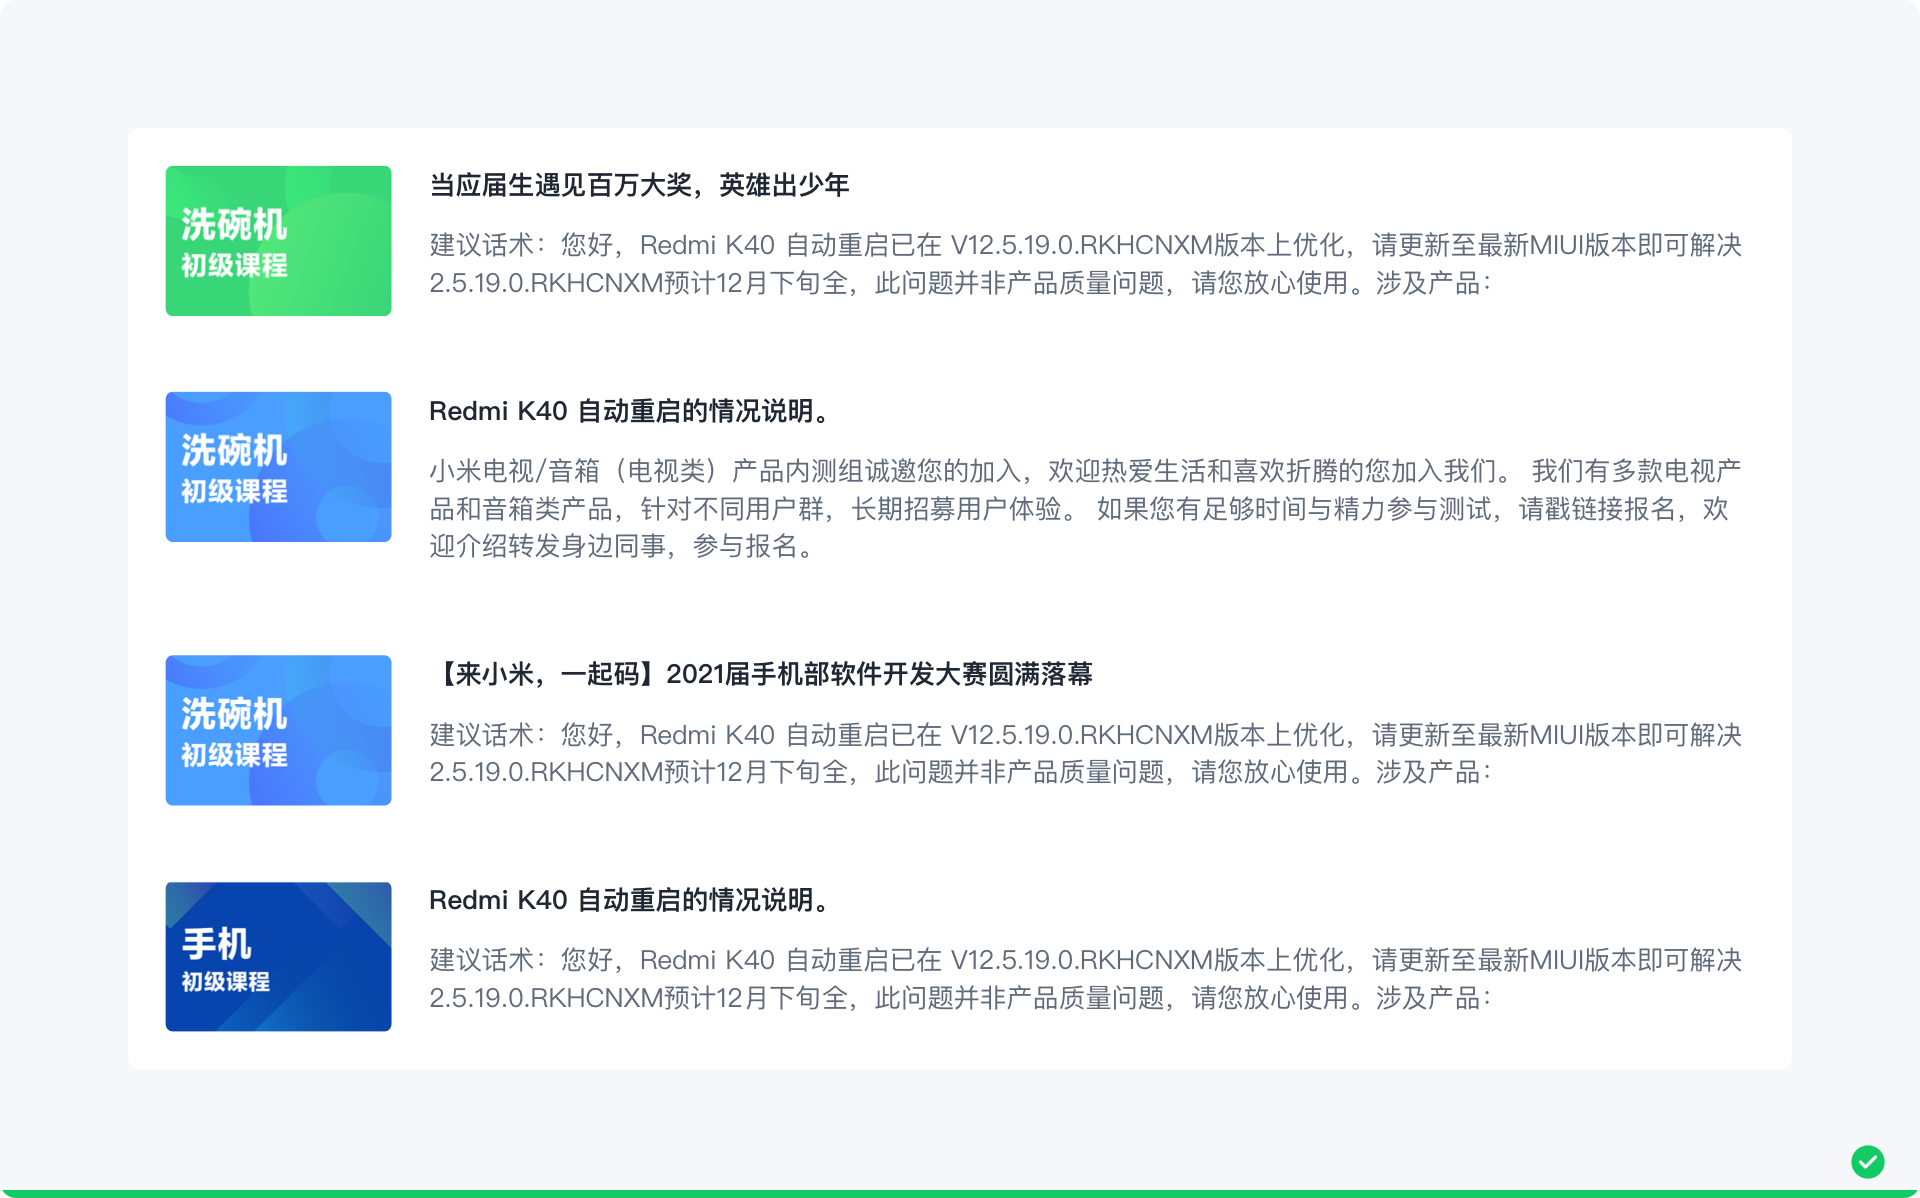 洗碗机
初级课程
当应届生遇见百万大奖，英雄出少年
建议话术：您好，Redmi K40 自动重启已在 V12.5.19.0.RKHCNXM版本上优化，请更新至最新MIUI版本即可解决
2.5.19.0.RKHCNXM预计12月下旬全，此问题并非产品质量问题，请您放心使用。涉及产品：
洗碗机
初级课程
Redmi K40 自动重启的情况说明。
小米电视/音箱（电视类）产品内测组诚邀您的加入，欢迎热爱生活和喜欢折腾的您加入我们。 我们有多款电视产
品和音箱类产品，针对不同用户群，长期招募用户体验。 如果您有足够时间与精力参与测试，请戳链接报名，欢
迎介绍转发身边同事，参与报名。
洗碗机
初级课程
【来小米，一起码】2021届手机部软件开发大赛圆满落幕
建议话术：您好，Redmi K40 自动重启已在 V12.5.19.0.RKHCNXM版本上优化，请更新至最新MIUI版本即可解决
2.5.19.0.RKHCNXM预计12月下旬全，此问题并非产品质量问题，请您放心使用。涉及产品：
手机
初级课程
Redmi K40 自动重启的情况说明。
建议话术：您好，Redmi K40 自动重启已在 V12.5.19.0.RKHCNXM版本上优化，请更新至最新MIUI版本即可解决
2.5.19.0.RKHCNXM预计12月下旬全，此问题并非产品质量问题，请您放心使用。涉及产品：